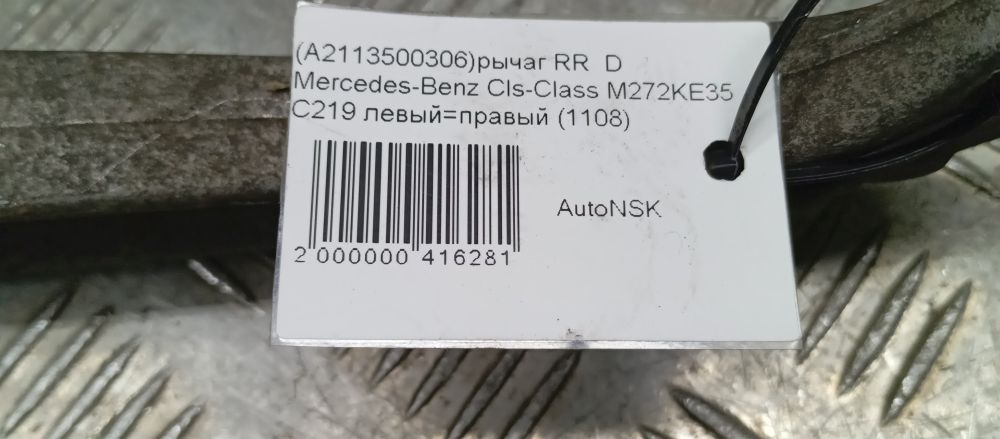 (A2113500306)рычаг RR D
Mercedes-Benz Cls-Class M272KE35
C219 левый=правый (1108)
AutoNSK
2 000000 416281